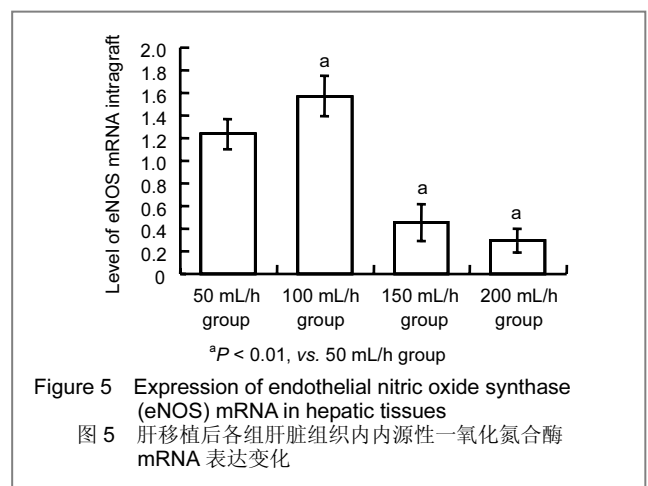 2.0
1.8
1.6
1.4
1.2
1.0
0.8
0.6
0.4
0.2
0
Level of eNOS mRNA intragraft
a
a
a
50 mL/h group
100 mL/h group
150 mL/h group
200 mL/h group
ᵃP < 0.01, vs. 50 mL/h group
Figure 5 Expression of endothelial nitric oxide synthase
(eNOS) mRNA in hepatic tissues
图 5 肝移植后各组肝脏组织内内源性一氧化氮合酶
mRNA 表达变化